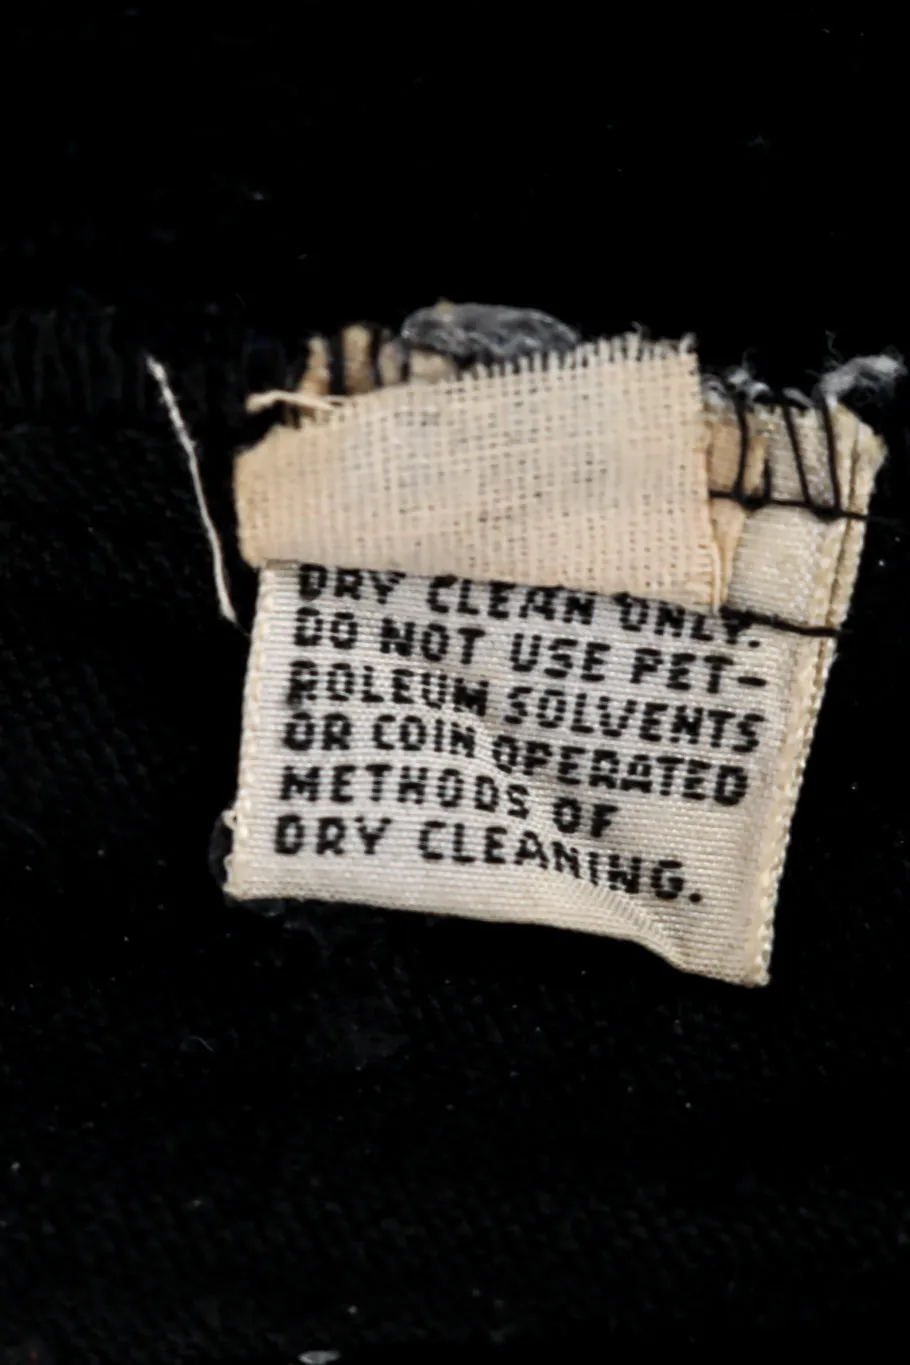 DRY CLEAN ONLY.
DO NOT USE PET-
ROLEUM SOLVENTS
OR COIN OPERATED
METHODS OF
DRY CLEANING.